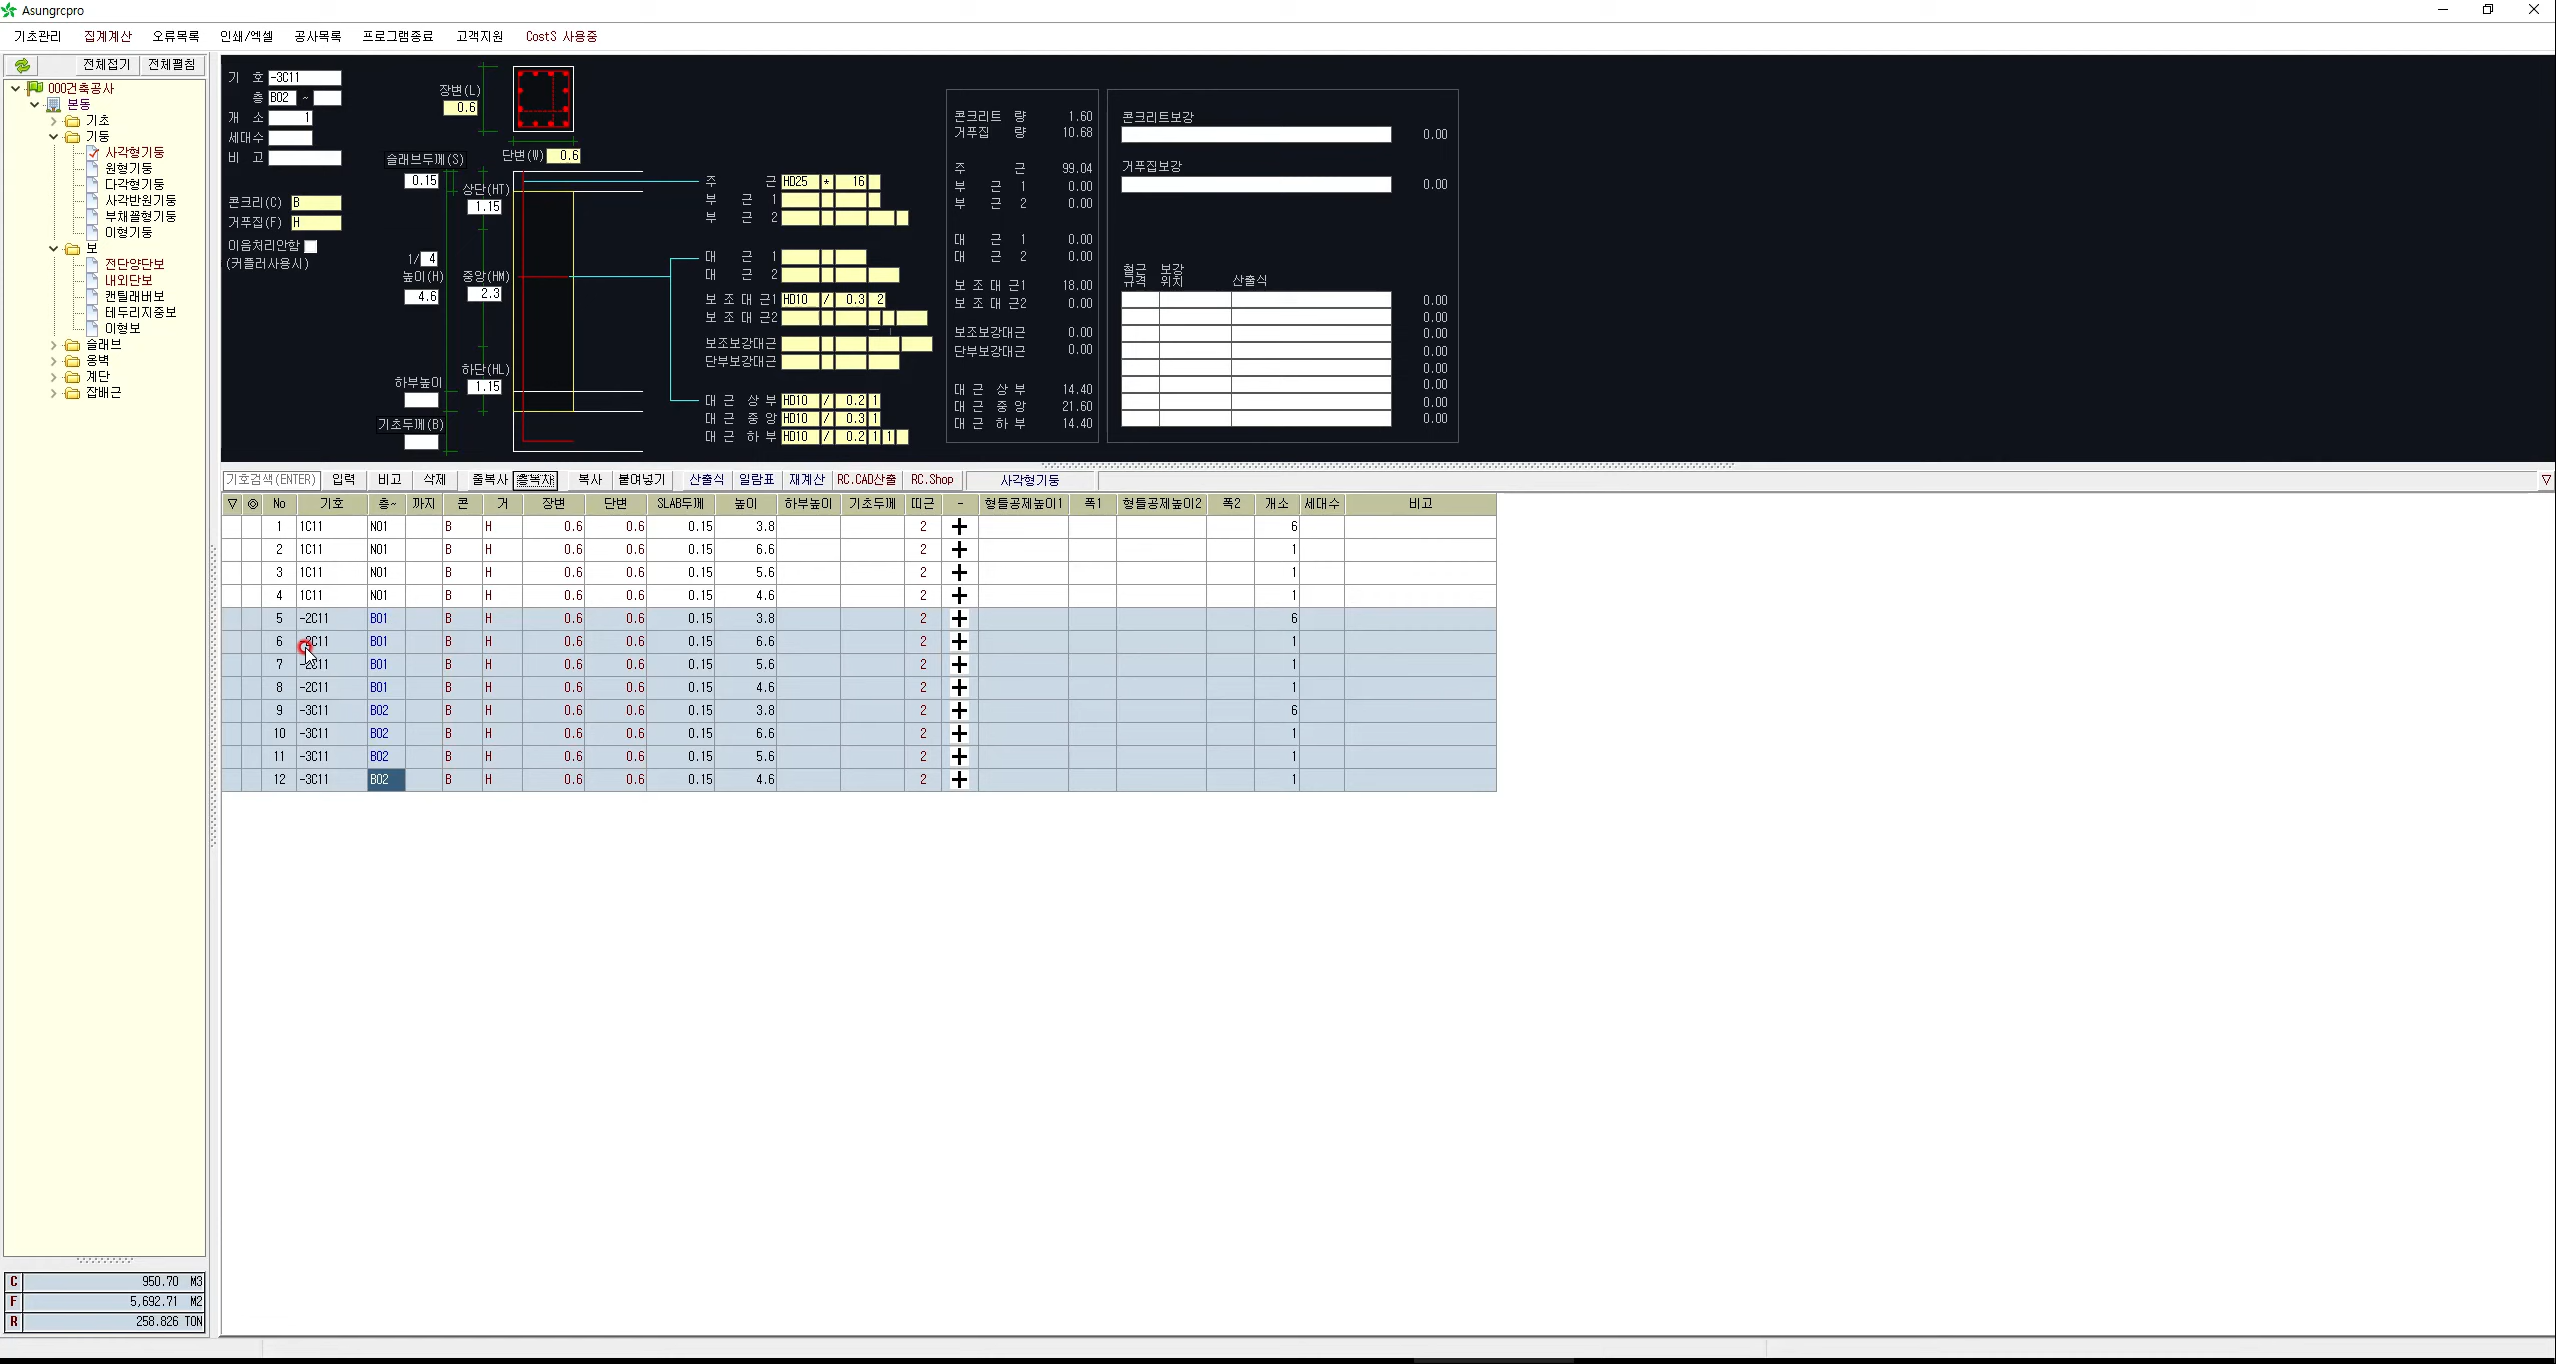 Asungrcpro
기초관리 집계계산 오류목록 인쇄/엑셀 공사목록 프로그램종료 고객지원 CostS 사용중
전체접기 전체펼침
000건축공사
본동
기초
기둥
사각형기둥
원형기둥
다각형기둥
사각반원기둥
부채꼴형기둥
이형기둥
보
전단양단보
내외단보
캔틸래버보
테두리지중보
이형보
슬래브
옹벽
계단
잡배근
C 950.70 M3
F 5,692.71 M2
R 258.826 TON
기 호 -3C11
층 B02 ~
개 소 1
세대수
비 고
콘크리(C) B
거푸집(F) H
이음처리안함
(커플러사용시)
장변(L)
0.6
단변(W) 0.6
슬래브두께(S)
0.15
상단(HT)
1.15
1/ 4
높이(H)
4.6
중앙(HM)
2.3
하단(HL)
1.15
하부높이
기초두께(B)
주 근 HD25 * 16
부 근 1
부 근 2
대 근 1
대 근 2
보 조 대 근1 HD10 / 0.3 2
보 조 대 근2
보조보강대근
단부보강대근
대 근 상 부 HD10 / 0.2 1
대 근 중 앙 HD10 / 0.3 1
대 근 하 부 HD10 / 0.2 1 1
콘크리트 량 1.60
거푸집 량 10.68
주 근 99.04
부 근 1 0.00
부 근 2 0.00
대 근 1 0.00
대 근 2 0.00
보 조 대 근1 18.00
보 조 대 근2 0.00
보조보강대근 0.00
단부보강대근 0.00
대 근 상 부 14.40
대 근 중 앙 21.60
대 근 하 부 14.40
콘크리트보강
0.00
거푸집보강
0.00
철근 보강
규격 위치 산출식
0.00
0.00
0.00
0.00
0.00
0.00
0.00
0.00
기호검색(ENTER) 입력 비고 삭제 줄복사 층복사 복사 붙여넣기 산출식 일람표 재계산 RC.CAD산출 RC.Shop 사각형기둥 ▽
▽ ◎ No 기호 층~ 까지 콘 거 장변 단변 SLAB두께 높이 하부높이 기초두께 띠근 - 형틀공제높이1 폭1 형틀공제높이2 폭2 개소 세대수 비고
1 1C11 N01 B H 0.6 0.6 0.15 3.8 2 + 6
2 1C11 N01 B H 0.6 0.6 0.15 6.6 2 + 1
3 1C11 N01 B H 0.6 0.6 0.15 5.6 2 + 1
4 1C11 N01 B H 0.6 0.6 0.15 4.6 2 + 1
5 -2C11 B01 B H 0.6 0.6 0.15 3.8 2 + 6
6 -2C11 B01 B H 0.6 0.6 0.15 6.6 2 + 1
7 -2C11 B01 B H 0.6 0.6 0.15 5.6 2 + 1
8 -2C11 B01 B H 0.6 0.6 0.15 4.6 2 + 1
9 -3C11 B02 B H 0.6 0.6 0.15 3.8 2 + 6
10 -3C11 B02 B H 0.6 0.6 0.15 6.6 2 + 1
11 -3C11 B02 B H 0.6 0.6 0.15 5.6 2 + 1
12 -3C11 B02 B H 0.6 0.6 0.15 4.6 2 + 1